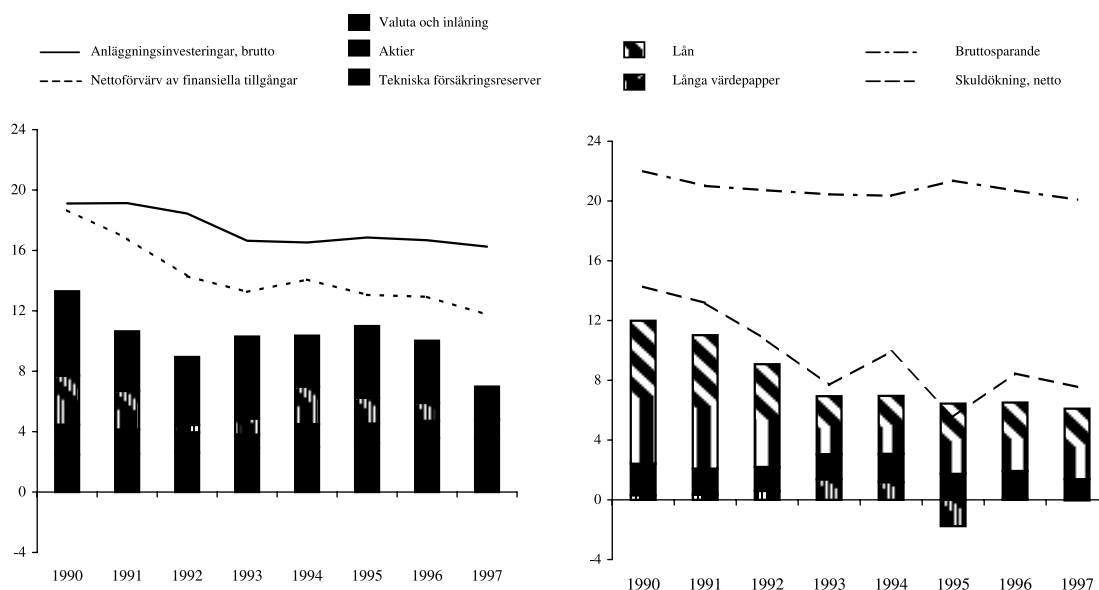 Valuta och inlåning
Anläggningsinvesteringar, brutto
Aktier
Nettoförvärv av finansiella tillgångar
Tekniska försäkringsreserver
24
20
16
12
8
4
0
-4
1990 1991 1992 1993 1994 1995 1996 1997
Lån
Bruttosparande
Långa värdepapper
Skuldökning, netto
24
20
16
12
8
4
0
-4
1990 1991 1992 1993 1994 1995 1996 1997